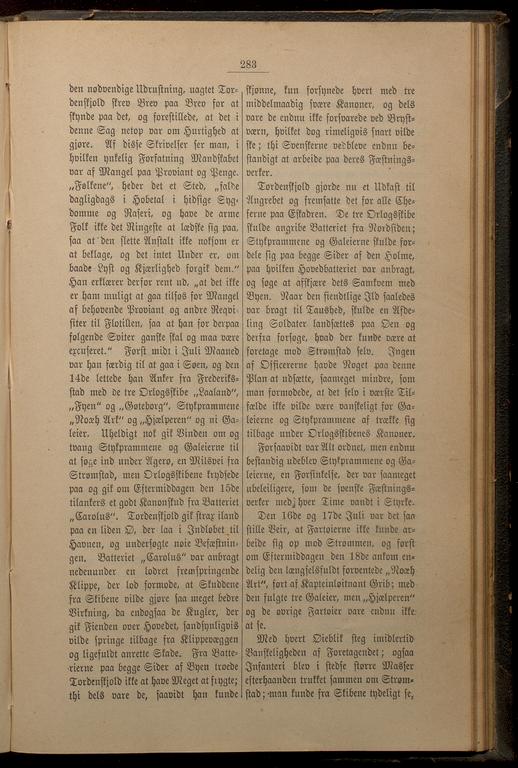 283
den nødvendige Udrustning, uagtet Tor-
denskjold skrev Brev paa Brev for at
skynde paa det, og forestillede, at det i
denne Sag netop var om Hurtighed at
gjøre. Af disse Skrivelser ser man, i
hvilken ynkelig Forfatning Mandskabet
var af Mangel paa Proviant og Penge.
„Folkene“, heder det et Sted, „falde
dagligdags i Hobetal i hidsige Syg-
domme og Raseri, og have de arme
Folk ikke det Ringeste at lædske sig paa,
saa at den slette Anstalt ikke noksom er
at beklage, og det intet Under er, om
baade Lyst og Kjærlighed forgik dem.“
Han erklærer derfor rent ud, „at det ikke
er ham muligt at gaa tilsøs for Mangel
af behøvende Proviant og andre Reqvi-
siter til Flotillen, saa at han for derpaa
følgende Sviter ganske skal og maa være
excuseret.“ Først midt i Juli Maaned
var han færdig til at gaa i Søen, og den
14de lettede han Anker fra Frederiks-
stad med de tre Orlogsskibe „Laaland“,
„Fyen“ og „Gøteborg“, Stykprammene
„Noæh Ark“ og „Hjælperen“ og ni Ga-
leier. Uheldigt nok gik Vinden om og
tvang Stykprammene og Galeierne til
at søge ind under Agerø, en Milsvei fra
Strømstad, men Orlogsskibene krydsede
paa og gik om Eftermiddagen den 15de
tilankers et godt Kanonskud fra Batteriet
„Carolus“. Tordenskjold gik strax iland
paa en liden Ø, der laa i Indløbet til
Havnen, og undersøgte nøie Befæstnin-
gen. Batteriet „Carolus“ var anbragt
nedenunder en lodret fremspringende
Klippe, der lod formode, at Skuddene
fra Skibene vilde gjøre saa meget bedre
Virkning, da endogsaa de Kugler, der
gik Fienden over Hovedet, sandsynligvis
vilde springe tilbage fra Klippevæggen
og ligefuldt anrette Skade. Fra Batte-
rierne paa begge Sider af Byen troede
Tordenskjold ikke at have Meget at frygte;
thi dels vare de, saavidt han kunde
skjønne, kun forsynede hvert med tre
middelmaadig svære Kanoner, og dels
vare de endnu ikke forsvarede ved Bryst-
værn, hvilket dog rimeligvis snart vilde
ske; thi Svenskerne vedbleve endnu be-
standigt at arbeide paa deres Fæstnings-
verker.
Tordenskjold gjorde nu et Udkast til
Angrebet og fremsatte det for alle Che-
ferne paa Eskadren. De tre Orlogsskibe
skulde angribe Batteriet fra Nordsiden;
Stykprammene og Galeierne skulde for-
dele sig paa begge Sider af den Holme,
paa hvilken Hovedbatteriet var anbragt,
og søge at afskjære dets Samkvem med
Byen. Naar den fiendtlige Ild saaledes
var bragt til Taushed, skulde en Afde-
ling Soldater landsættes paa Øen og
derfra forsøge, hvad der kunde være at
foretage mod Strømstad selv. Ingen
af Officererne havde Noget paa denne
Plan at udsætte, saameget mindre, som
man formodede, at det selv i værste Til-
fælde ikke vilde være vanskeligt for Ga-
leierne og Stykprammene at trække sig
tilbage under Orlogsskibenes Kanoner.
Forsaavidt var Alt ordnet, men endnu
bestandig udeblev Stykprammene og Ga-
leierne, en Forsinkelse, der var saameget
ubeleiligere, som de svenske Fæstnings-
verker med hver Time vandt i Styrke.
Den 16de og 17de Juli var det saa
stille Veir, at Fartøierne ikke kunde ar-
beide sig op mod Strømmen, og først
om Eftermiddagen den 18de ankom en-
delig den længselsfuldt forventede „Noæh
Ark“, ført af Kapteinløitnant Grib; med
den fulgte tre Galeier, men „Hjælperen“
og de øvrige Fartøier vare endnu ikke
at se.
Med hvert Øieblik steg imidlertid
Vanskeligheden af Foretagendet; ogsaa
Infanteri blev i stedse større Masser
efterhaanden trukket sammen om Strøm-
stad; man kunde fra Skibene tydeligt se,